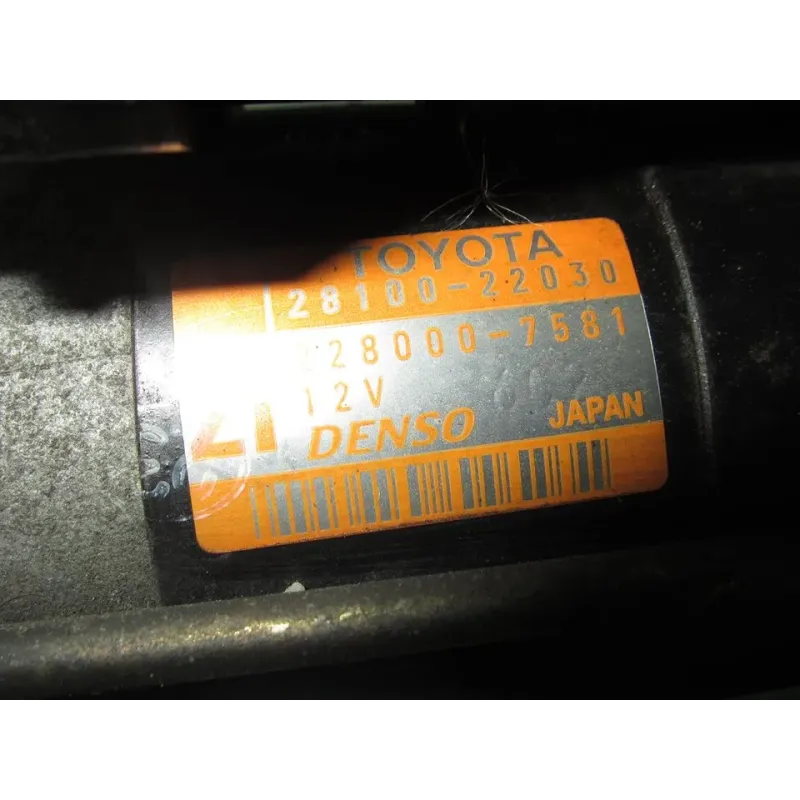 TOYOTA
28100-22030
228000-7581
12V
DENSO JAPAN